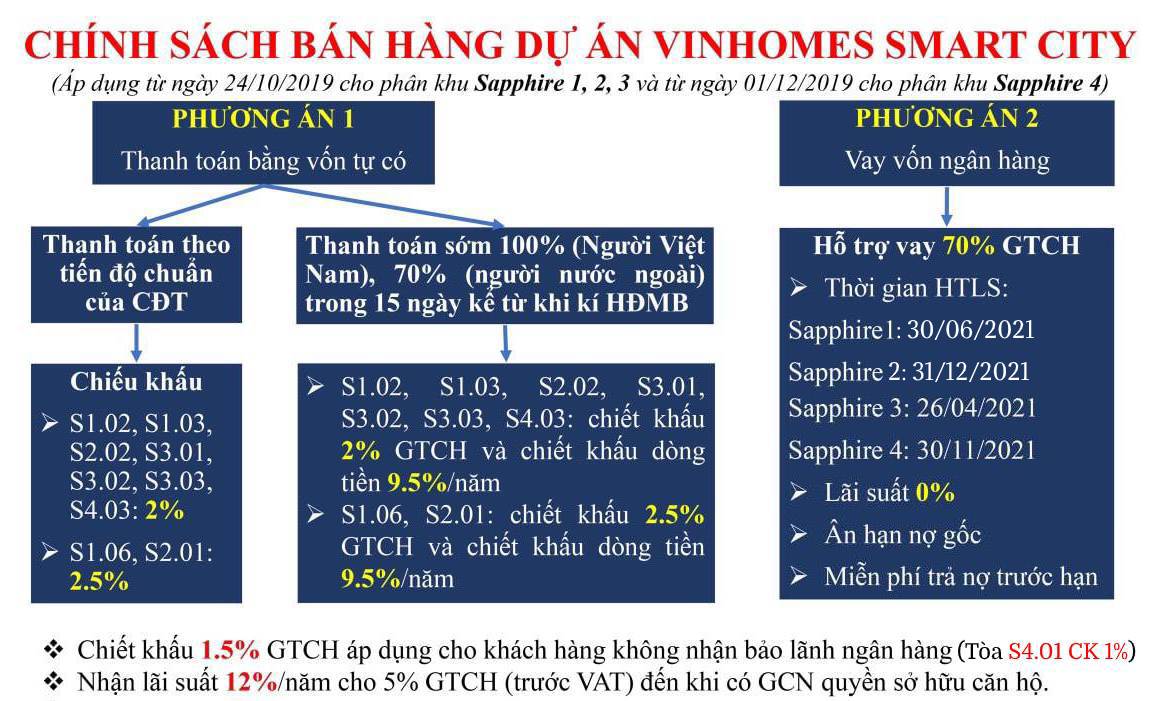 CHÍNH SÁCH BÁN HÀNG DỰ ÁN VINHOMES SMART CITY
(Áp dụng từ ngày 24/10/2019 cho phân khu Sapphire 1, 2, 3 và từ ngày 01/12/2019 cho phân khu Sapphire 4)
PHƯƠNG ÁN 1
Thanh toán bằng vốn tự có
Thanh toán theo
tiến độ chuẩn
của CĐT
Chiếu khấu
➢ S1.02, S1.03,
S2.02, S3.01,
S3.02, S3.03,
S4.03: 2%
➢ S1.06, S2.01:
2.5%
Thanh toán sớm 100% (Người Việt
Nam), 70% (người nước ngoài)
trong 15 ngày kể từ khi kí HĐMB
➢ S1.02, S1.03, S2.02, S3.01,
S3.02, S3.03, S4.03: chiết khấu
2% GTCH và chiết khấu dòng
tiền 9.5%/năm
➢ S1.06, S2.01: chiết khấu 2.5%
GTCH và chiết khấu dòng tiền
9.5%/năm
PHƯƠNG ÁN 2
Vay vốn ngân hàng
Hỗ trợ vay 70% GTCH
➢ Thời gian HTLS:
Sapphire1: 30/06/2021
Sapphire 2: 31/12/2021
Sapphire 3: 26/04/2021
Sapphire 4: 30/11/2021
➢ Lãi suất 0%
➢ Ân hạn nợ gốc
➢ Miễn phí trả nợ trước hạn
❖ Chiết khấu 1.5% GTCH áp dụng cho khách hàng không nhận bảo lãnh ngân hàng (Tòa S4.01 CK 1%)
❖ Nhận lãi suất 12%/năm cho 5% GTCH (trước VAT) đến khi có GCN quyền sở hữu căn hộ.